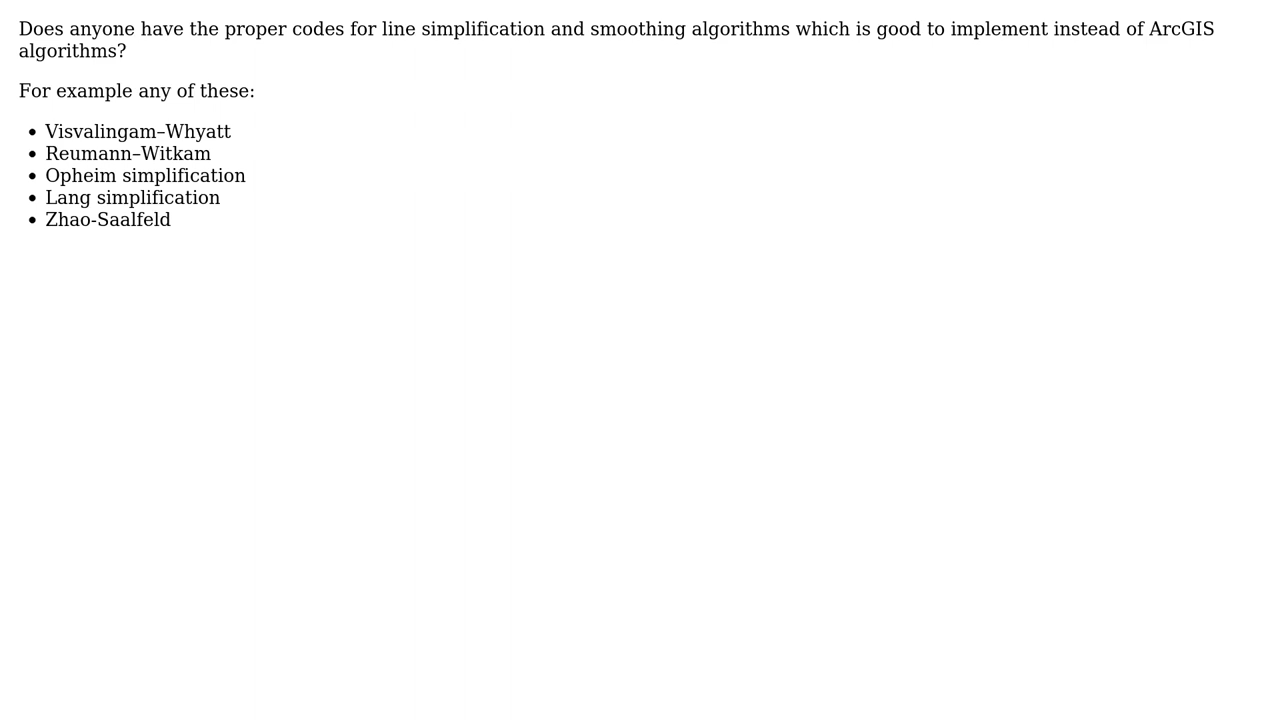 Does anyone have the proper codes for line simplification and smoothing algorithms which is good to implement instead of ArcGIS
algorithms?
For example any of these:
• Visvalingam–Whyatt
• Reumann–Witkam
• Opheim simplification
• Lang simplification
• Zhao-Saalfeld